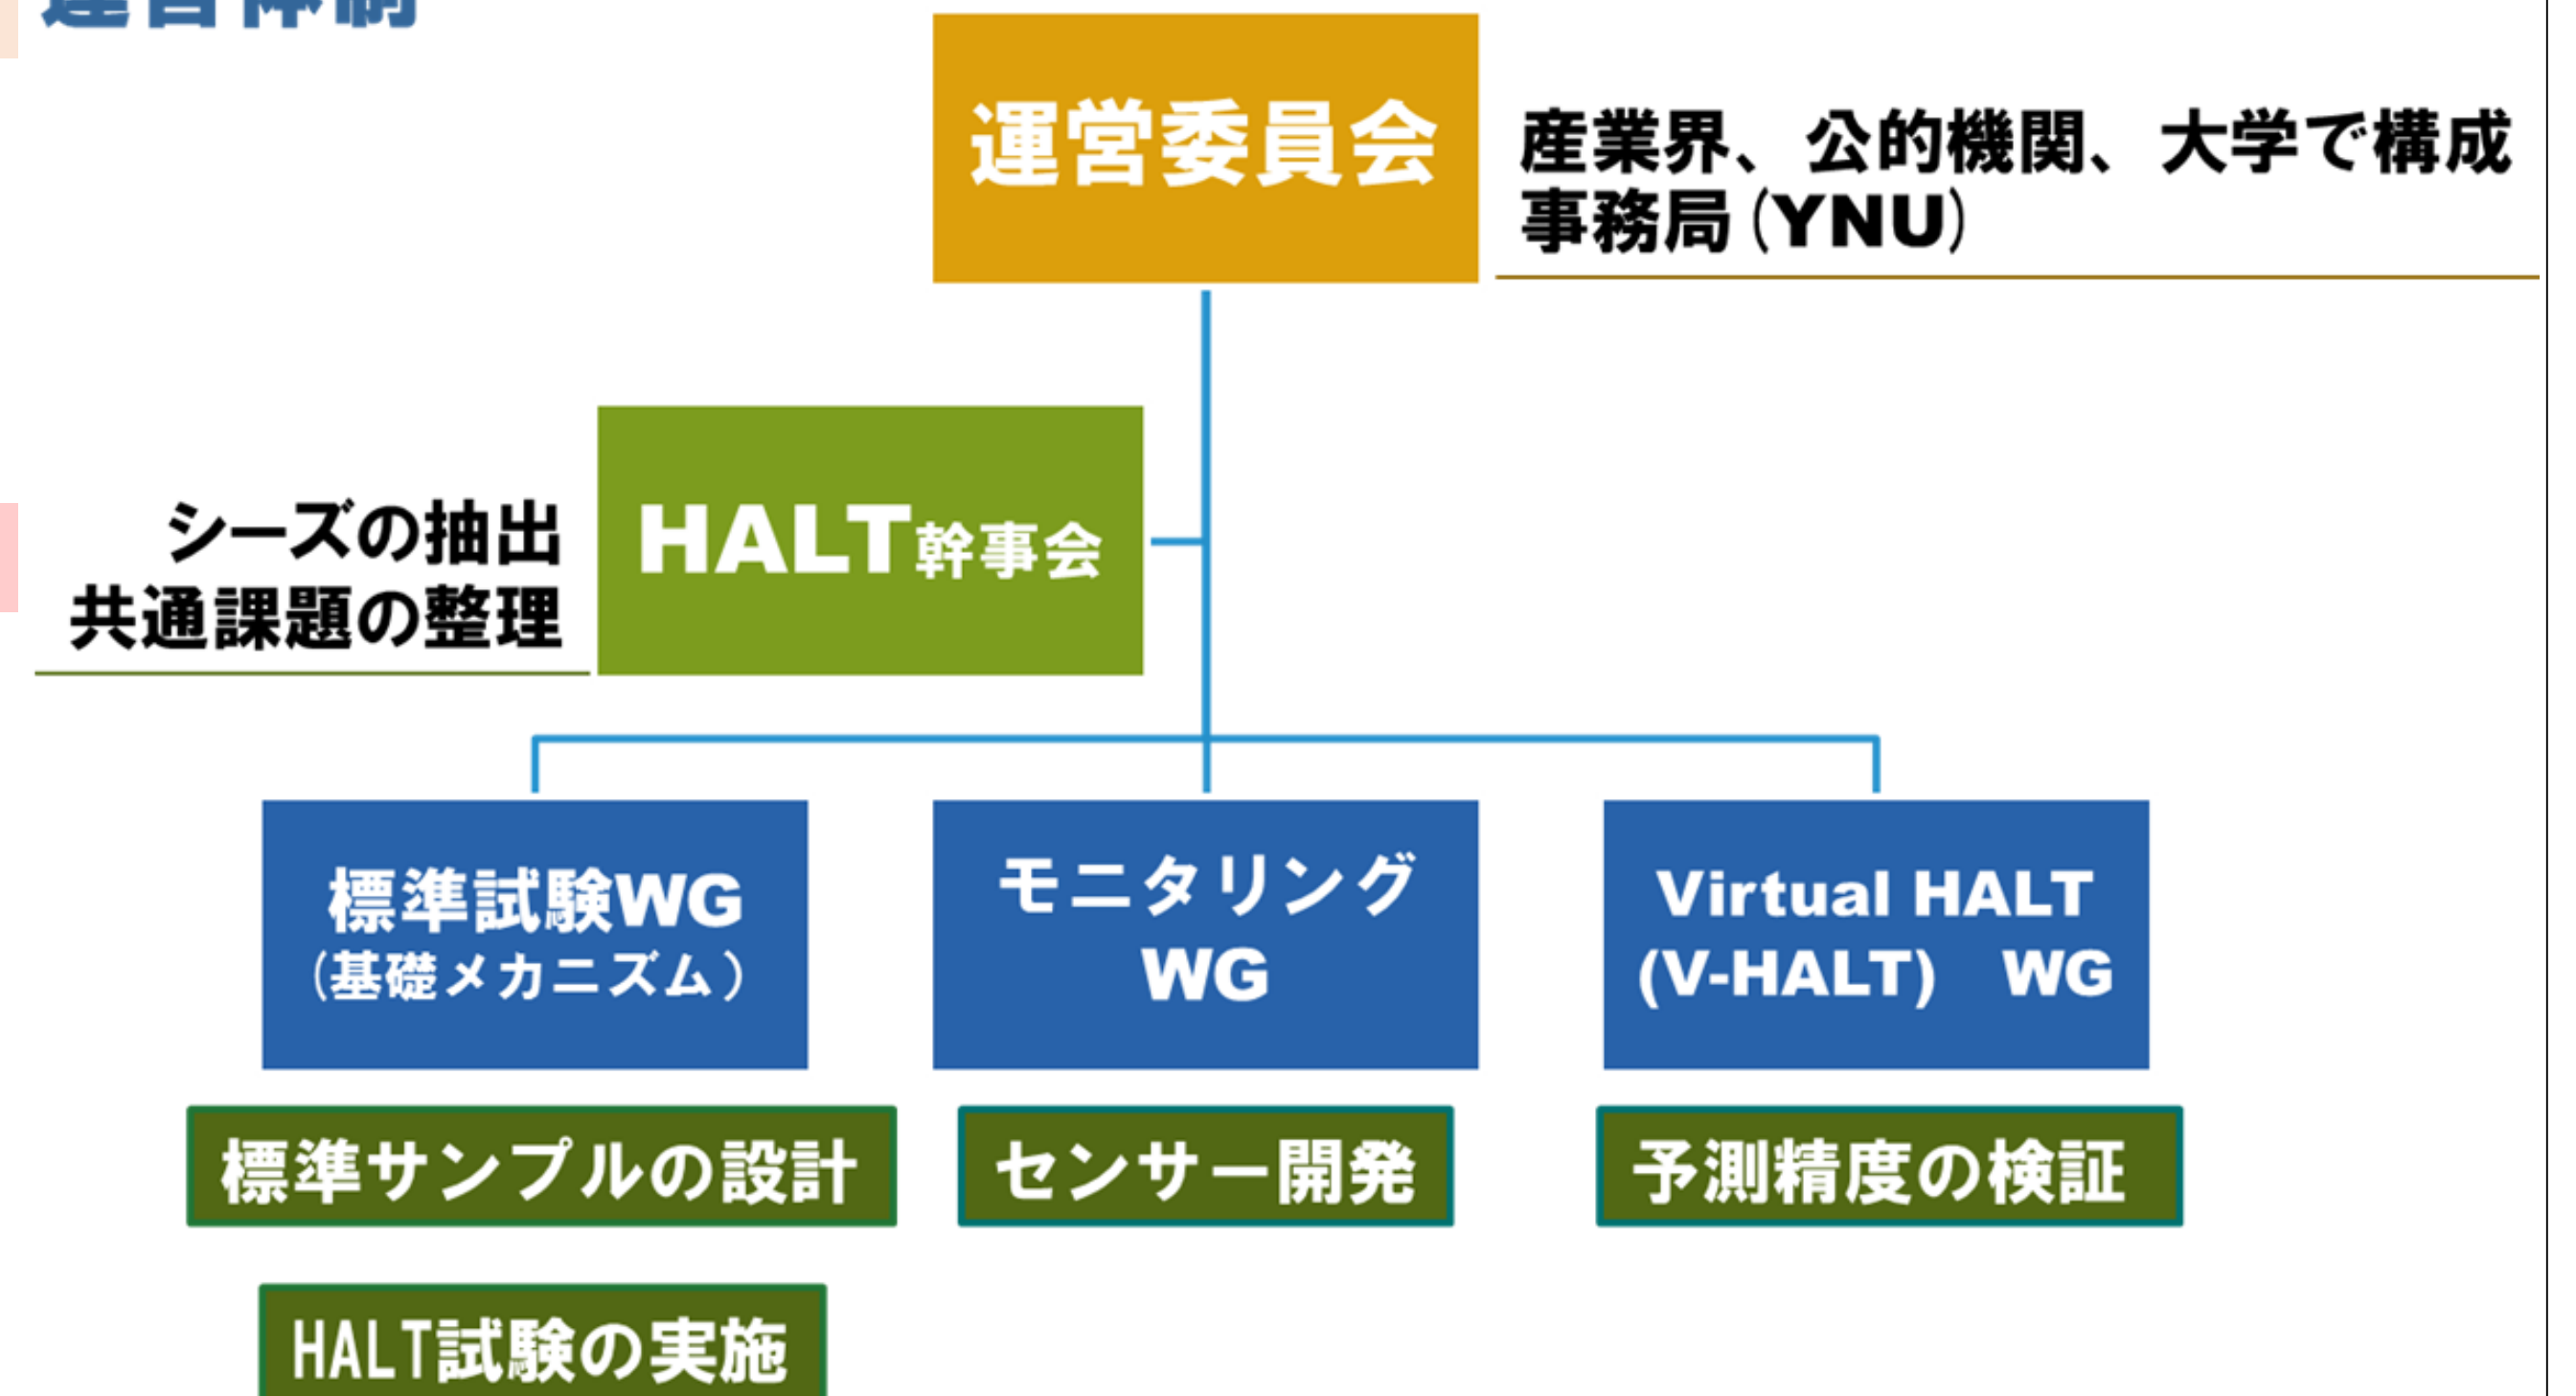 運営体制
運営委員会
産業界、公的機関、大学で構成
事務局(YNU)
HALT幹事会
シーズの抽出
共通課題の整理
標準試験WG
(基礎メカニズム)
モニタリング
WG
Virtual HALT
(V-HALT)　WG
標準サンプルの設計
センサー開発
予測精度の検証
HALT試験の実施